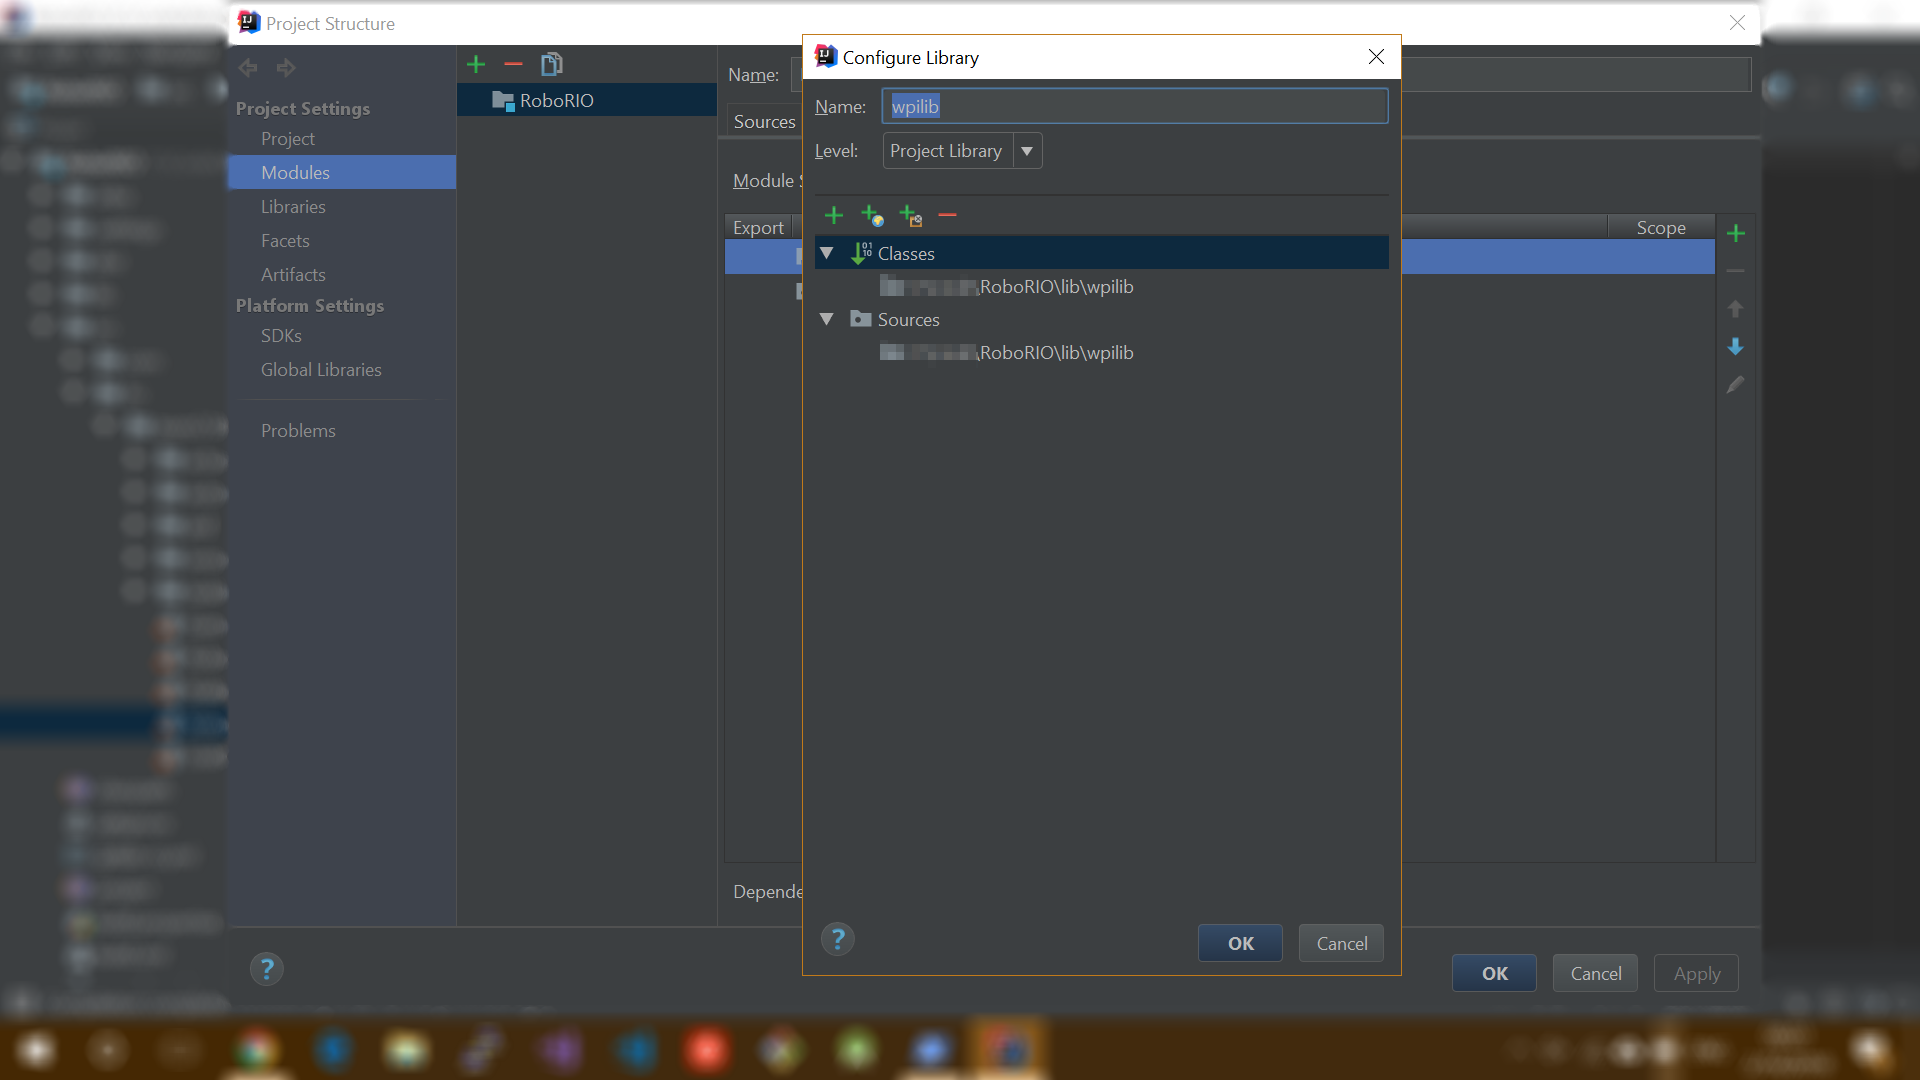 Project Structure
Project Settings
Project
Modules
Libraries
Facets
Artifacts
Platform Settings
SDKs
Global Libraries
Problems
RoboRIO
Name:
Sources
Module
Export
Scope
Depende
OK
Cancel
Apply
Configure Library
Name: wpilib
Level: Project Library
Classes
\RoboRIO\lib\wpilib
Sources
\RoboRIO\lib\wpilib
OK
Cancel